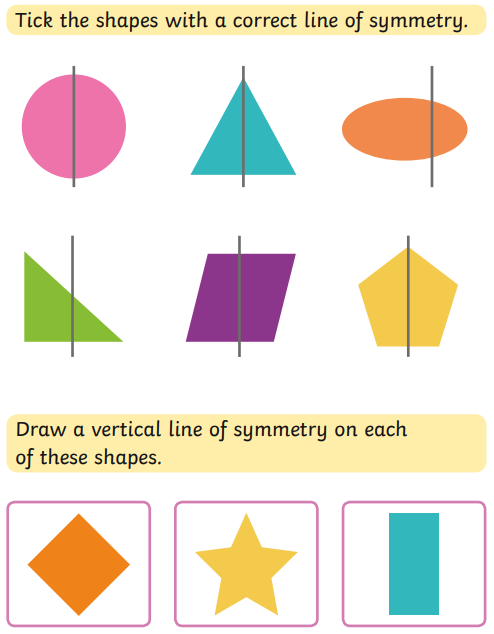 Tick the shapes with a correct line of symmetry.
Draw a vertical line of symmetry on each
of these shapes.